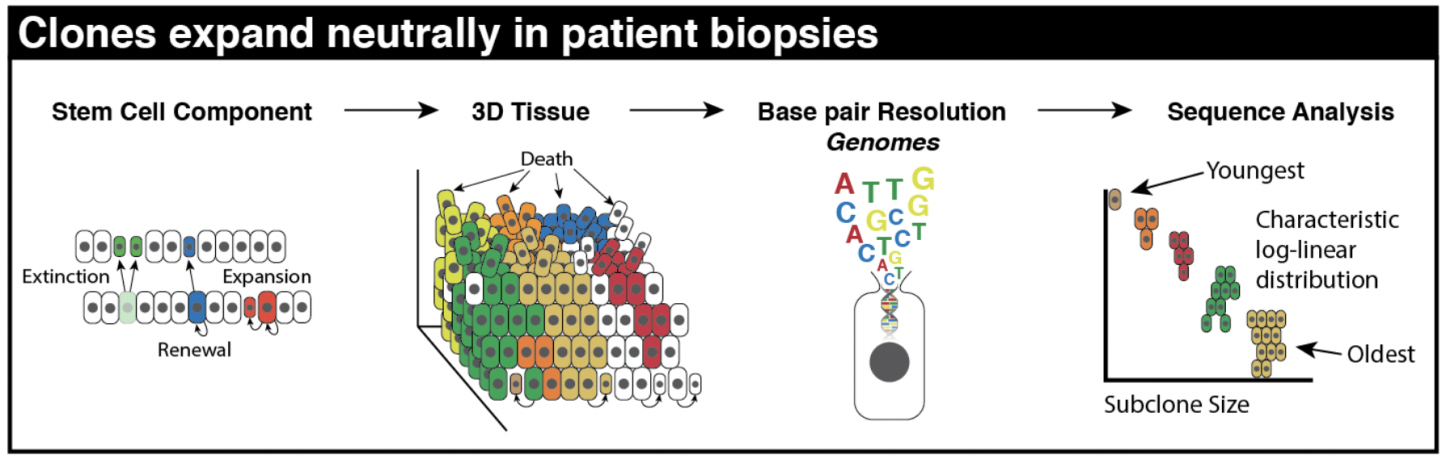 Clones expand neutrally in patient biopsies
Stem Cell Component
3D Tissue
Base pair Resolution
Genomes
Sequence Analysis
Extinction
Expansion
Renewal
Death
A T T G
C G C G
A C T C T
A G
C T
Youngest
Characteristic
log-linear
distribution
Oldest
Subclone Size